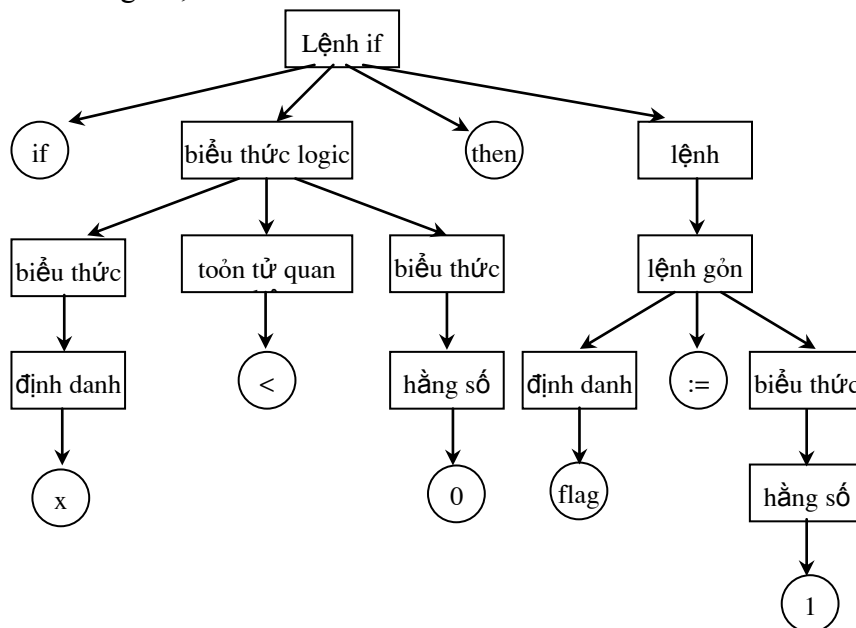 Lệnh if
if
biểu thức logic
then
lệnh
biểu thức
toỏn tử quan
biểu thức
lệnh gỏn
định danh
<
hằng số
định danh
:=
biểu thức
x
0
flag
hằng số
1